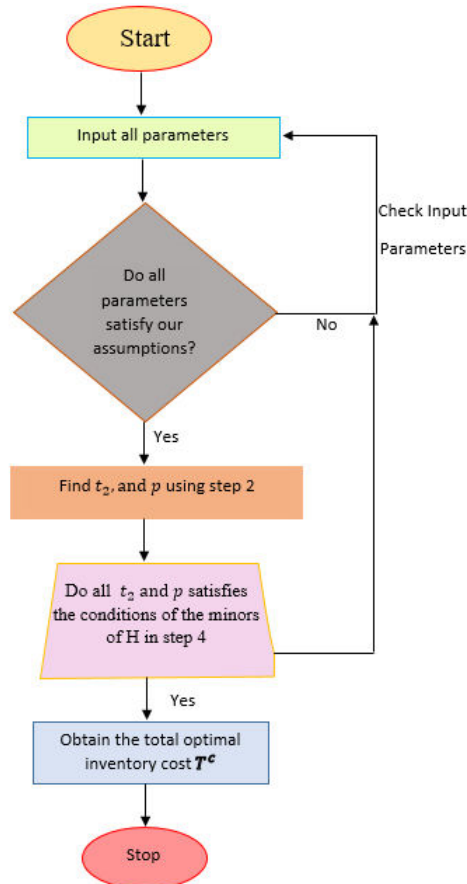 Start
Input all parameters
Check Input
Parameters
Do all
parameters
satisfy our
assumptions?
No
Yes
Find t₂, and p using step 2
Do all t₂ and p satisfies
the conditions of the minors
of H in step 4
Yes
Obtain the total optimal
inventory cost Tᶜ
Stop